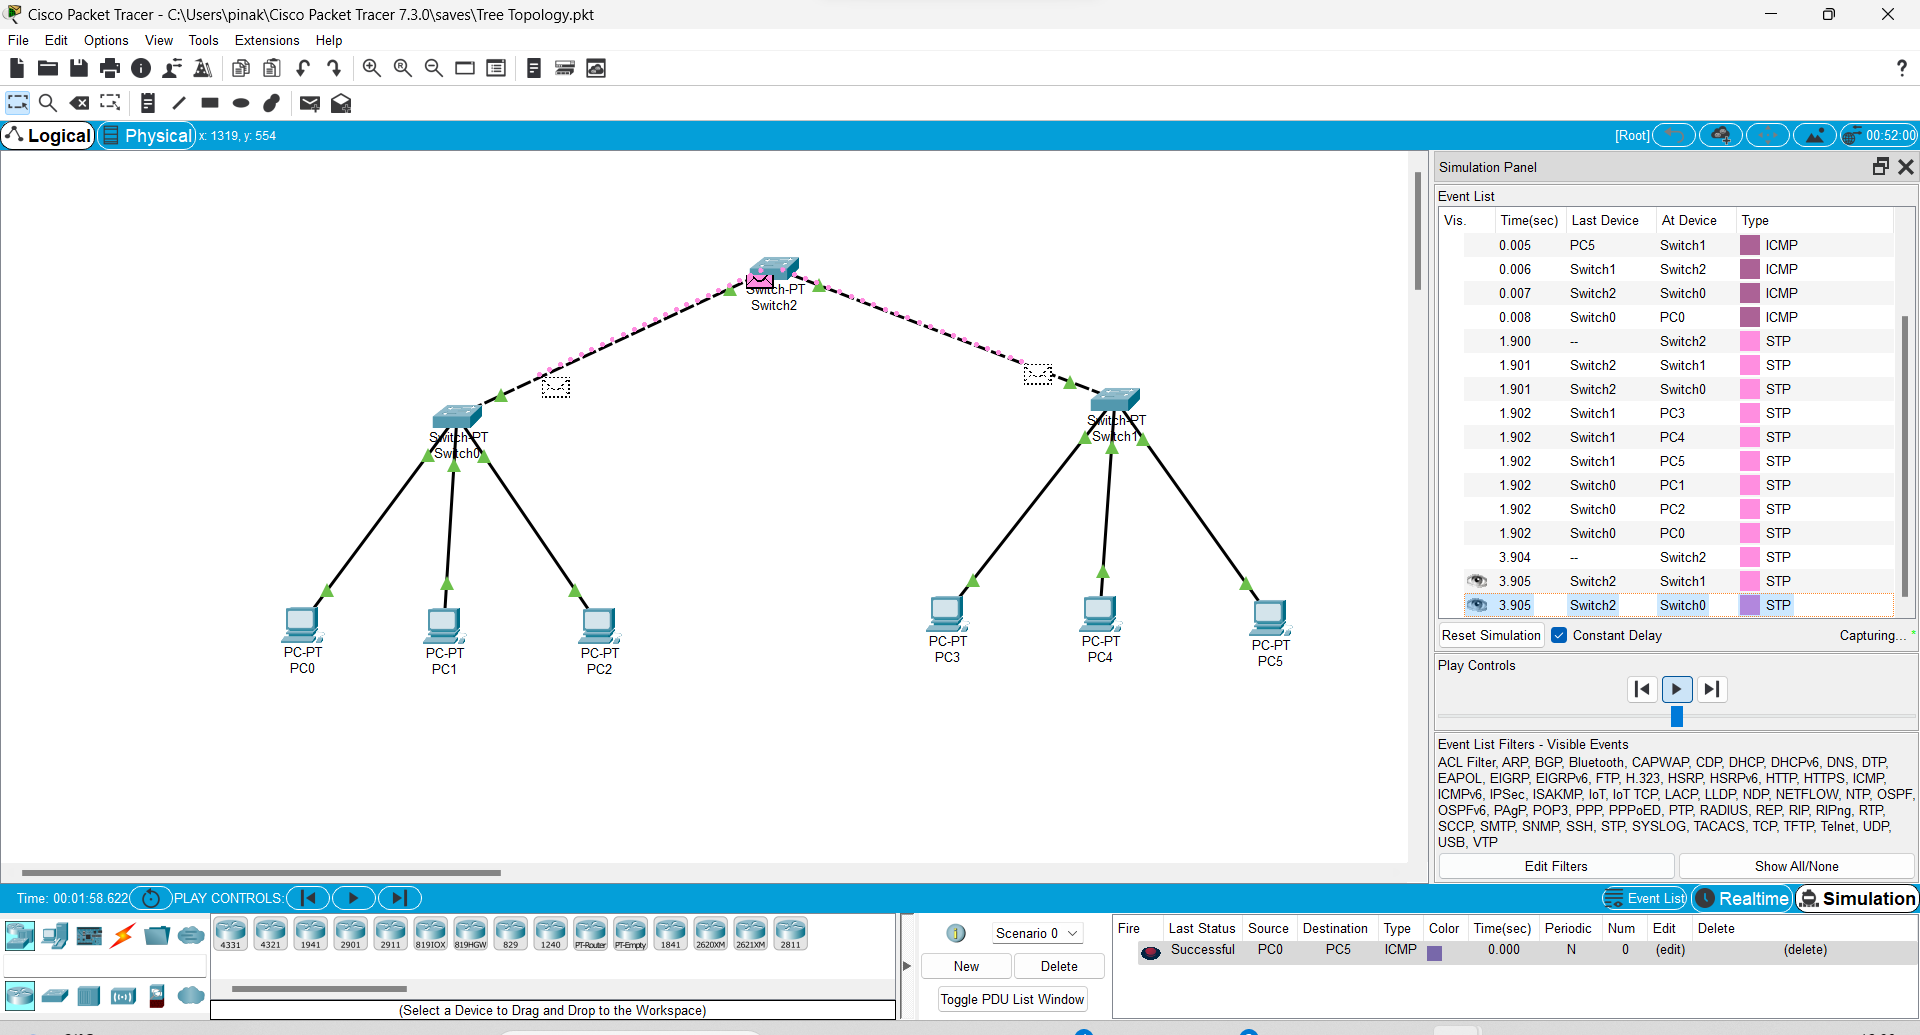 Cisco Packet Tracer - C:\Users\pinak\Cisco Packet Tracer 7.3.0\saves\Tree Topology.pkt
File Edit Options View Tools Extensions Help
Logical Physical x: 1319, y: 554 [Root] 00:52:00
Simulation Panel
Event List
Vis. Time(sec) Last Device At Device Type
0.005 PC5 Switch1 ICMP
0.006 Switch1 Switch2 ICMP
0.007 Switch2 Switch0 ICMP
0.008 Switch0 PC0 ICMP
1.900 -- Switch2 STP
1.901 Switch2 Switch1 STP
1.901 Switch2 Switch0 STP
1.902 Switch1 PC3 STP
1.902 Switch1 PC4 STP
1.902 Switch1 PC5 STP
1.902 Switch0 PC1 STP
1.902 Switch0 PC2 STP
1.902 Switch0 PC0 STP
3.904 -- Switch2 STP
3.905 Switch2 Switch1 STP
3.905 Switch2 Switch0 STP
Reset Simulation Constant Delay Capturing... *
Play Controls
Event List Filters - Visible Events
ACL Filter, ARP, BGP, Bluetooth, CAPWAP, CDP, DHCP, DHCPv6, DNS, DTP,
EAPOL, EIGRP, EIGRPv6, FTP, H.323, HSRP, HSRPv6, HTTP, HTTPS, ICMP,
ICMPv6, IPSec, ISAKMP, IoT, IoT TCP, LACP, LLDP, NDP, NETFLOW, NTP, OSPF,
OSPFv6, PAgP, POP3, PPP, PPPoED, PTP, RADIUS, REP, RIP, RIPng, RTP,
SCCP, SMTP, SNMP, SSH, STP, SYSLOG, TACACS, TCP, TFTP, Telnet, UDP,
USB, VTP
Edit Filters Show All/None
Switch-PT
Switch2
Switch-PT
Switch0
Switch-PT
Switch1
PC-PT
PC0
PC-PT
PC1
PC-PT
PC2
PC-PT
PC3
PC-PT
PC4
PC-PT
PC5
Time: 00:01:58.622 PLAY CONTROLS: Event List Realtime Simulation
4331 4321 1941 2901 2911 819IOX 819HGW 829 1240 PT-Router PT-Empty 1841 2620XM 2621XM 2811
(Select a Device to Drag and Drop to the Workspace)
Scenario 0
New Delete
Toggle PDU List Window
Fire Last Status Source Destination Type Color Time(sec) Periodic Num Edit Delete
Successful PC0 PC5 ICMP 0.000 N 0 (edit) (delete)